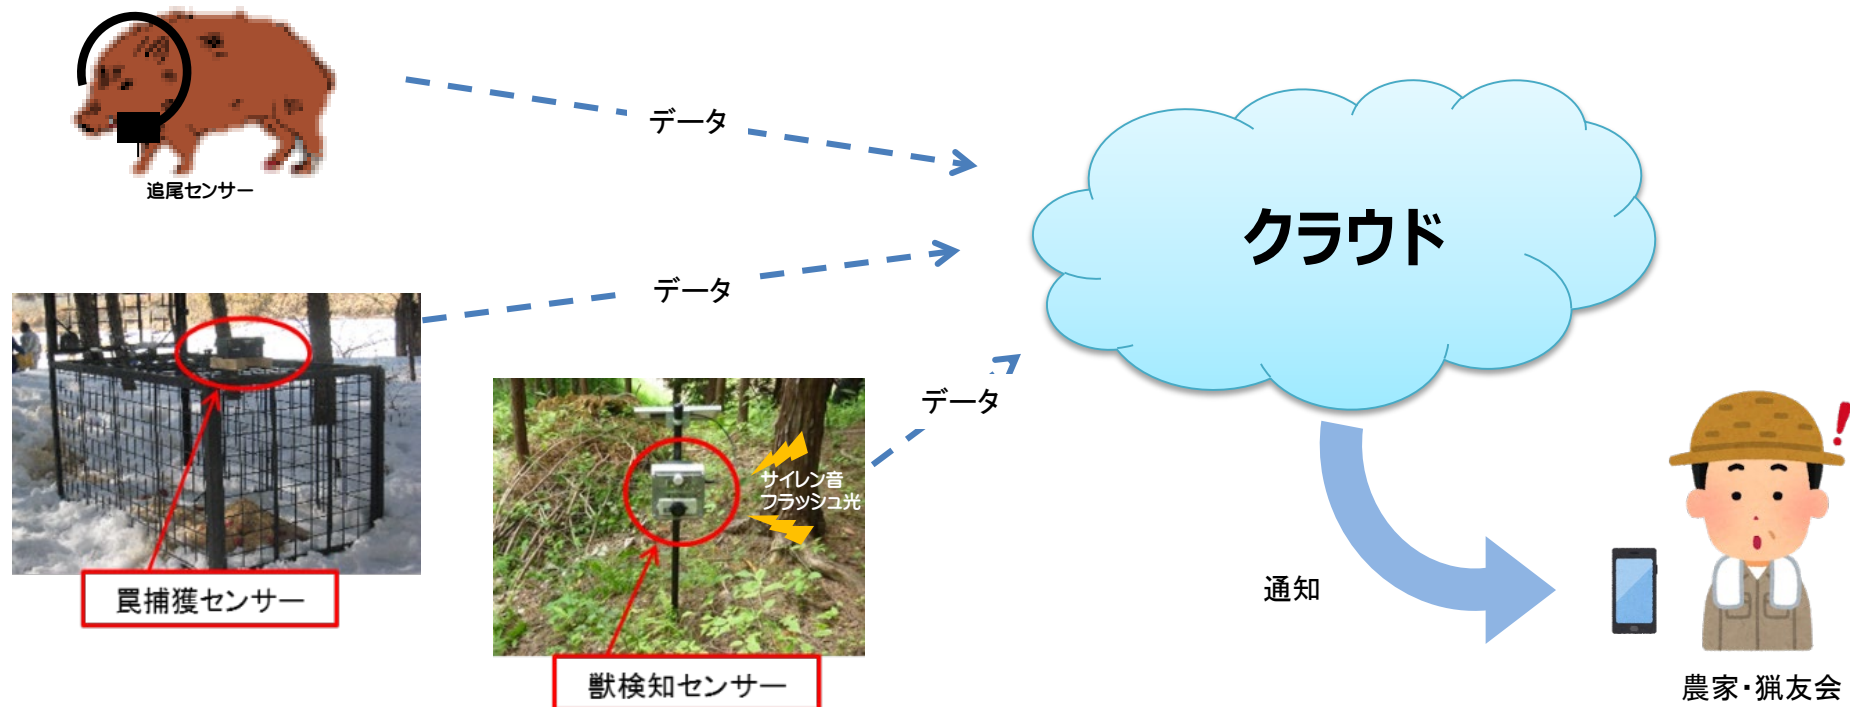 追尾センサー
データ
データ
データ
クラウド
サイレン音
フラッシュ光
罠捕獲センサー
獣検知センサー
通知
農家・猟友会